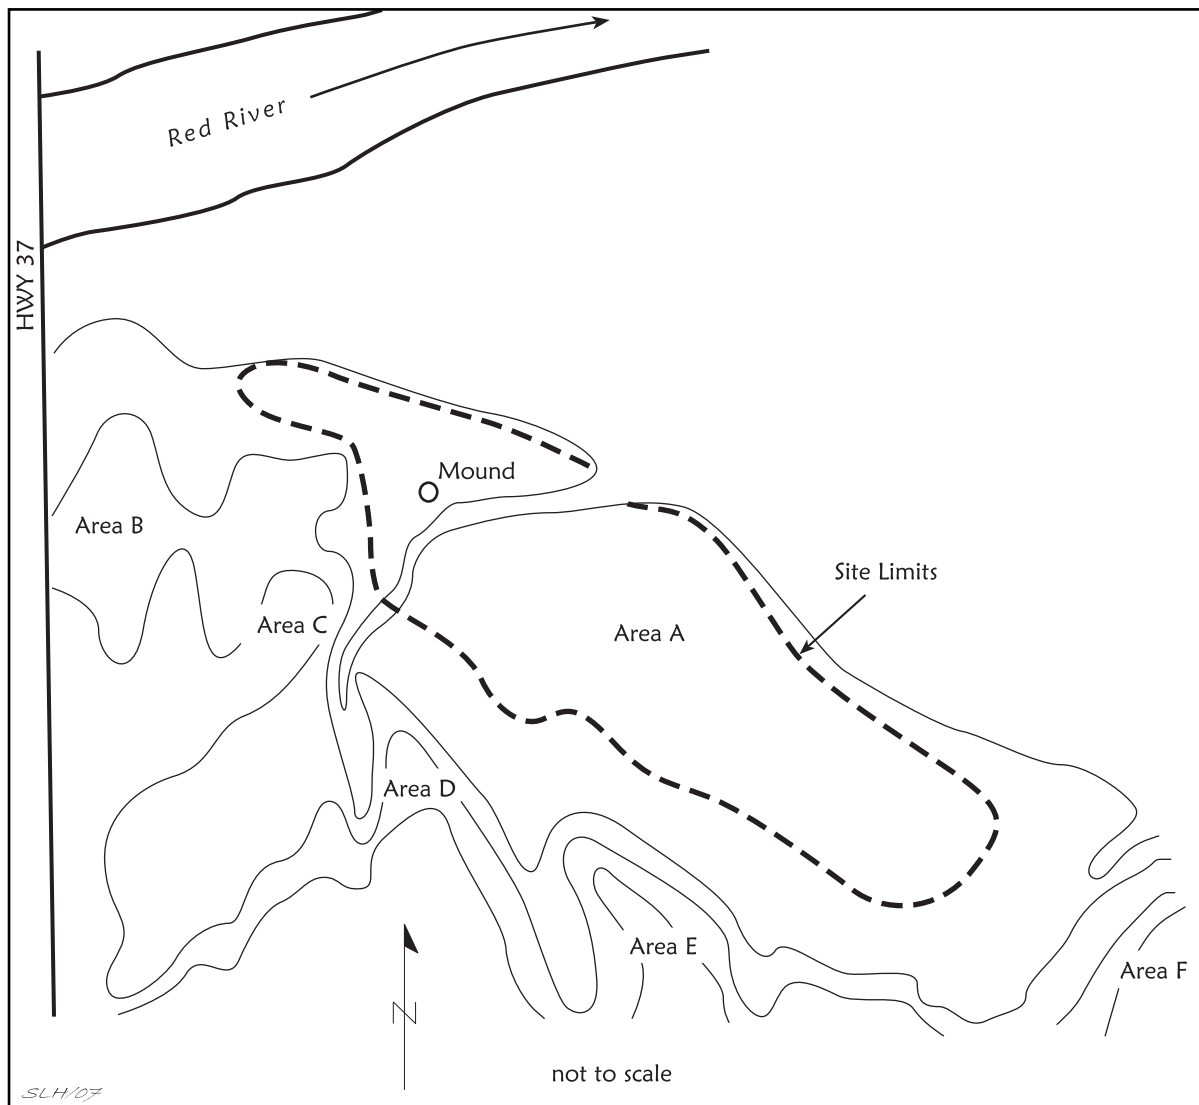 Red River
HWY 37
Mound
Area B
Site Limits
Area C
Area A
Area D
Area E
Area F
N
not to scale
SLH/07